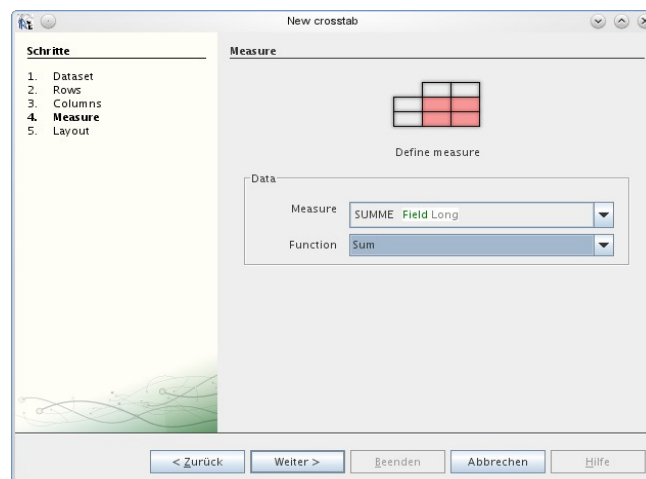 New crosstab
Schritte
1. Dataset
2. Rows
3. Columns
4. Measure
5. Layout
Measure
Define measure
Data
Measure SUMME Field Long
Function Sum
< Zurück Weiter > Beenden Abbrechen Hilfe